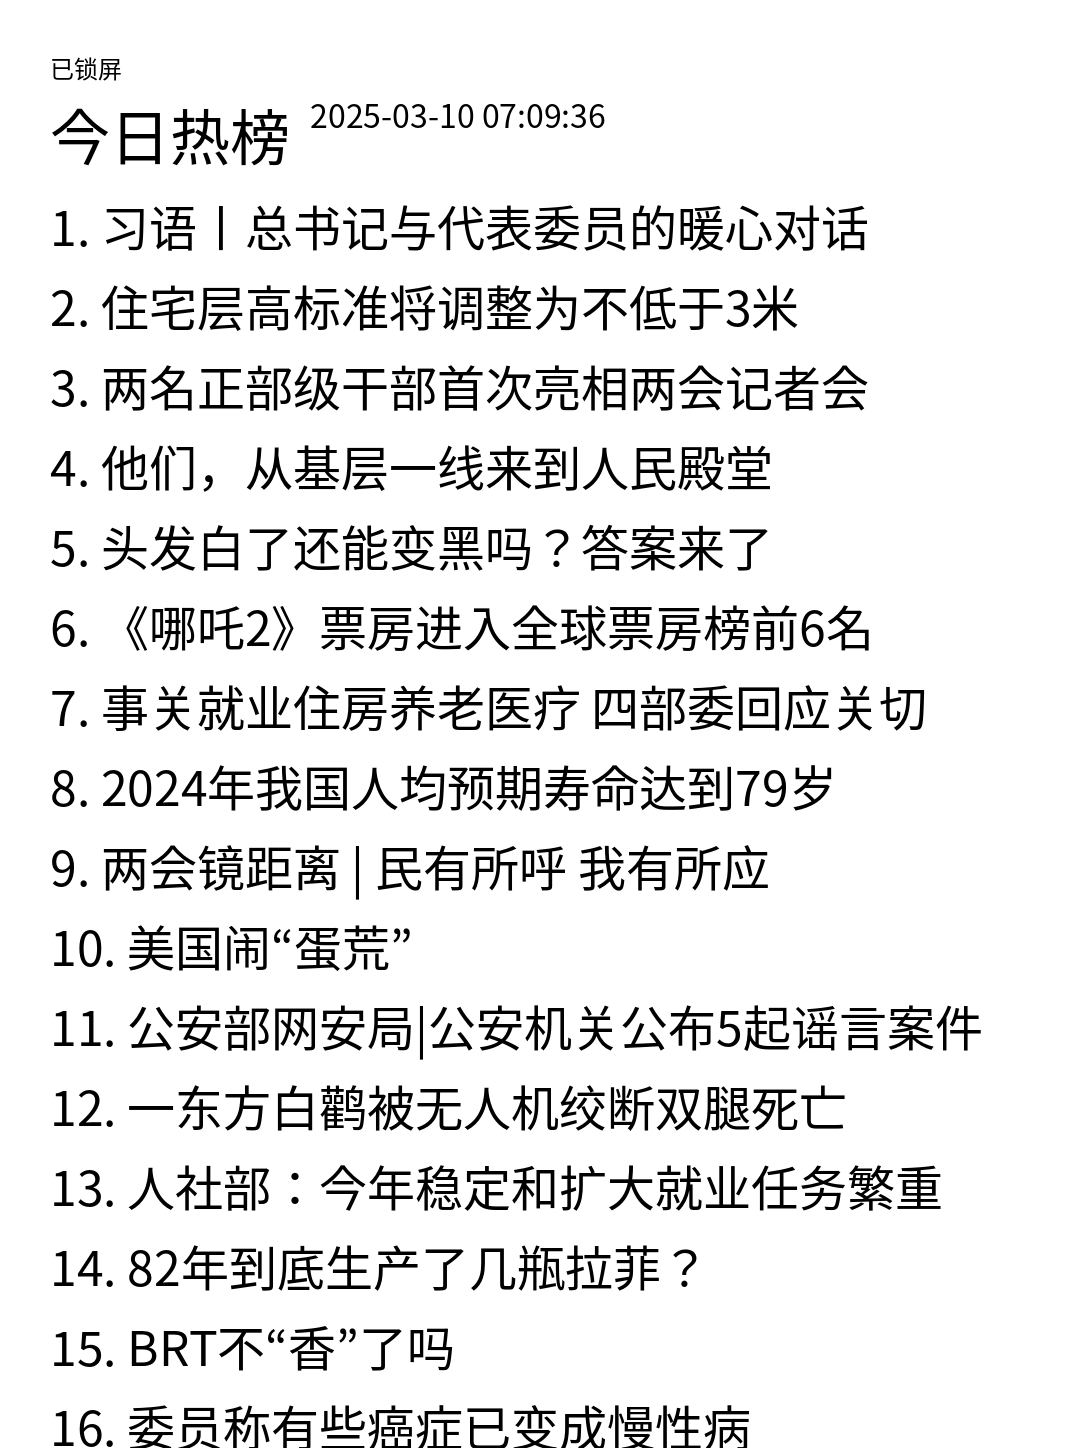 已锁屏
今日热榜 2025-03-10 07:09:36
1. 习语丨总书记与代表委员的暖心对话
2. 住宅层高标准将调整为不低于3米
3. 两名正部级干部首次亮相两会记者会
4. 他们，从基层一线来到人民殿堂
5. 头发白了还能变黑吗？答案来了
6. 《哪吒2》票房进入全球票房榜前6名
7. 事关就业住房养老医疗 四部委回应关切
8. 2024年我国人均预期寿命达到79岁
9. 两会镜距离 | 民有所呼 我有所应
10. 美国闹“蛋荒”
11. 公安部网安局|公安机关公布5起谣言案件
12. 一东方白鹳被无人机绞断双腿死亡
13. 人社部：今年稳定和扩大就业任务繁重
14. 82年到底生产了几瓶拉菲？
15. BRT不“香”了吗
16. 委员称有些癌症已变成慢性病